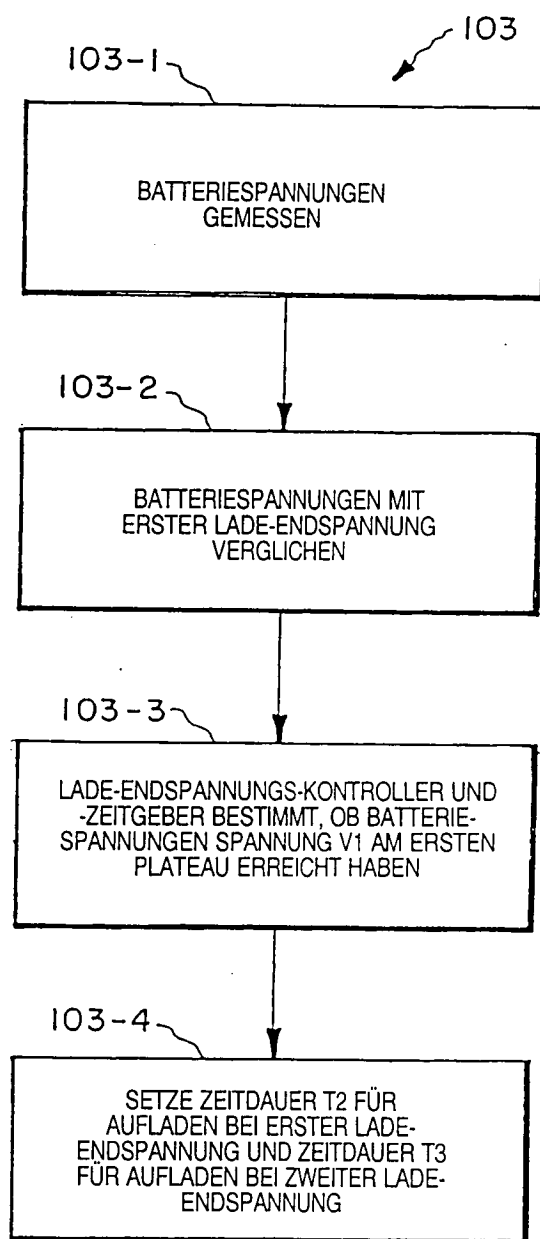 103
103-1
BATTERIESPANNUNGEN
GEMESSEN
103-2
BATTERIESPANNUNGEN MIT
ERSTER LADE-ENDSPANNUNG
VERGLICHEN
103-3
LADE-ENDSPANNUNGS-KONTROLLER UND
-ZEITGEBER BESTIMMT, OB BATTERIE-
SPANNUNGEN SPANNUNG V1 AM ERSTEN
PLATEAU ERREICHT HABEN
103-4
SETZE ZEITDAUER T2 FÜR
AUFLADEN BEI ERSTER LADE-
ENDSPANNUNG UND ZEITDAUER T3
FÜR AUFLADEN BEI ZWEITER LADE-
ENDSPANNUNG